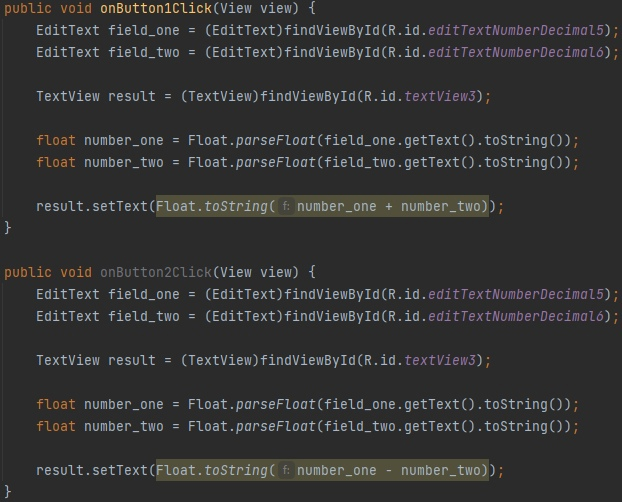 public void onButton1Click(View view) {
    EditText field_one = (EditText)findViewById(R.id.editTextNumberDecimal5);
    EditText field_two = (EditText)findViewById(R.id.editTextNumberDecimal6);
    TextView result = (TextView)findViewById(R.id.textView3);
    float number_one = Float.parseFloat(field_one.getText().toString());
    float number_two = Float.parseFloat(field_two.getText().toString());
    result.setText(Float.toString( f: number_one + number_two));
}
public void onButton2Click(View view) {
    EditText field_one = (EditText)findViewById(R.id.editTextNumberDecimal5);
    EditText field_two = (EditText)findViewById(R.id.editTextNumberDecimal6);
    TextView result = (TextView)findViewById(R.id.textView3);
    float number_one = Float.parseFloat(field_one.getText().toString());
    float number_two = Float.parseFloat(field_two.getText().toString());
    result.setText(Float.toString( f: number_one - number_two));
}